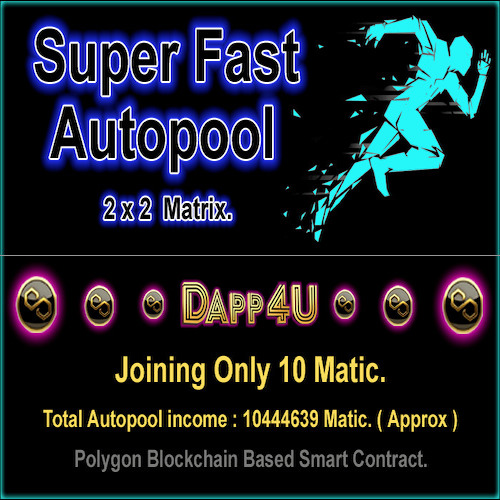 Super Fast
Autopool
2 x 2 Matrix.
DAPP4U
Joining Only 10 Matic.
Total Autopool income : 10444639 Matic. ( Approx )
Polygon Blockchain Based Smart Contract.